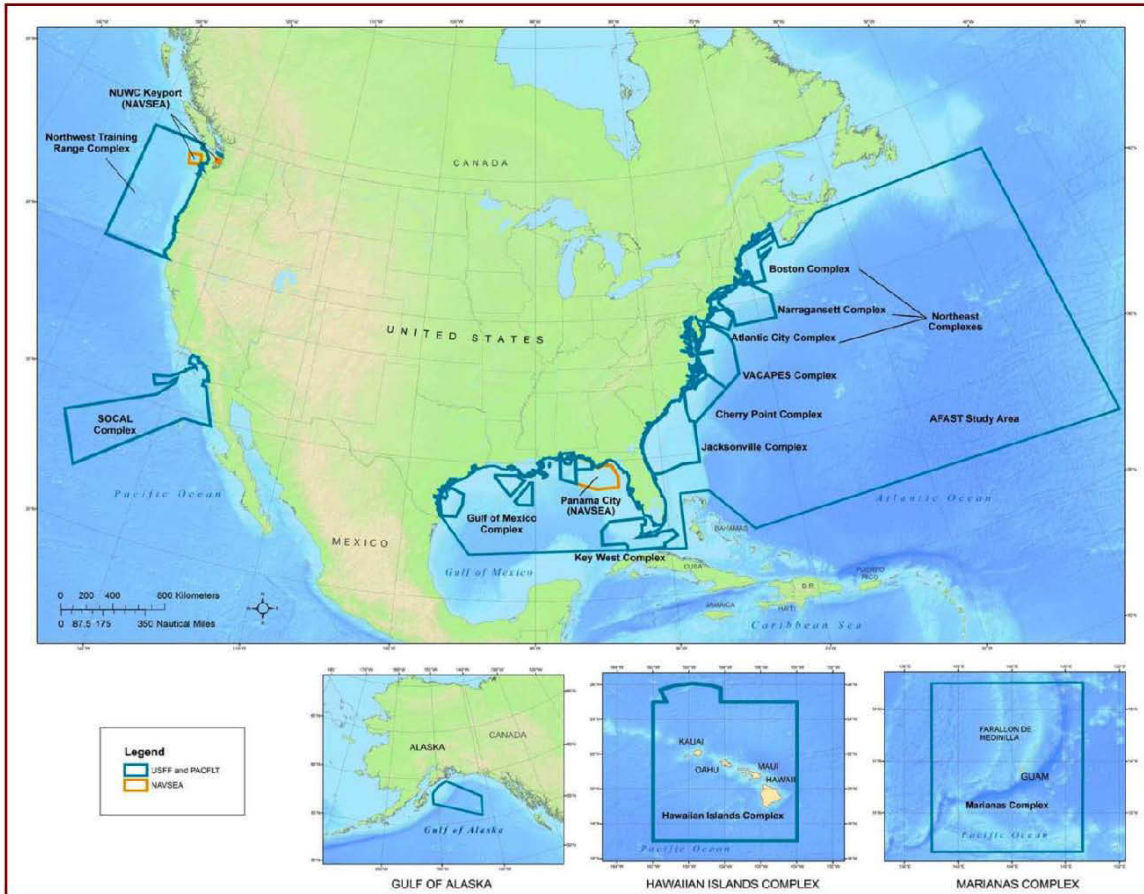 NUWC Keyport
(NAVSEA)
Northwest Training
Range Complex
CANADA
Boston Complex
Narragansett Complex
Northeast
Complexes
Atlantic City Complex
UNITED STATES
VACAPES Complex
Cherry Point Complex
AFAST Study Area
SOCAL
Complex
Jacksonville Complex
Pacific Ocean
Atlantic Ocean
Panama City
(NAVSEA)
Gulf of Mexico
Complex
BAHAMAS
MEXICO
Key West Complex
Gulf of Mexico
CUBA
PUERTO
RICO
D.R.
HAITI
JAMAICA
Caribbean Sea
0 200 400 600 Kilometers
0 87.5 175 350 Nautical Miles
Legend
USFF and PACFLT
NAVSEA
ALASKA
CANADA
Gulf of Alaska
GULF OF ALASKA
KAUAI
OAHU
MAUI
HAWAII
Hawaiian Islands Complex
Pacific Ocean
HAWAIIAN ISLANDS COMPLEX
FARALLON DE
MEDINILLA
GUAM
Marianas Complex
Pacific Ocean
MARIANAS COMPLEX